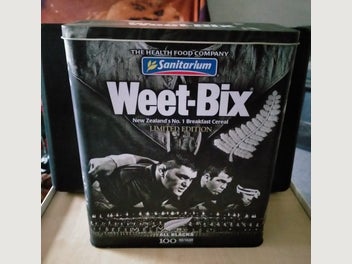 THE HEALTH FOOD COMPANY
Sanitarium
Weet-Bix
New Zealand's No. 1 Breakfast Cereal
LIMITED EDITION
ALL BLACKS
100